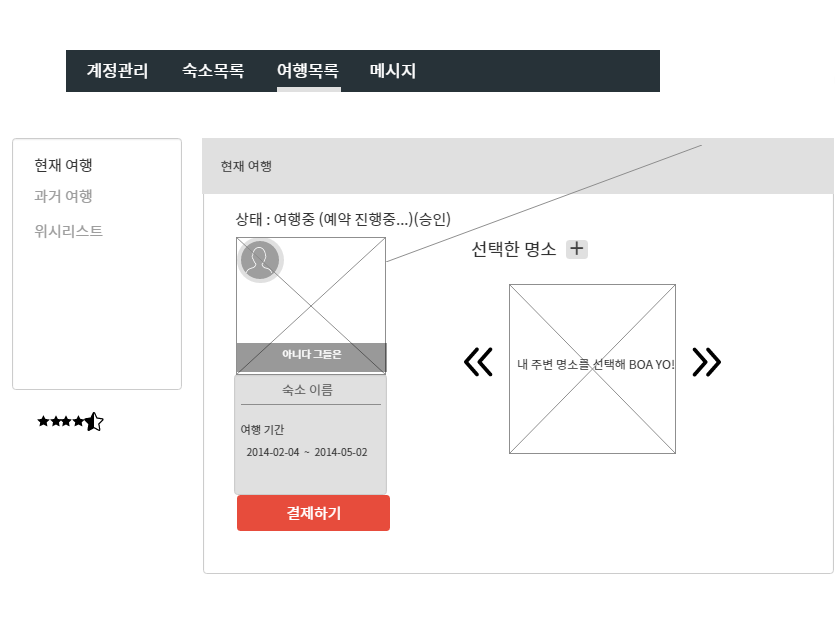 계정관리 숙소목록 여행목록 메시지
현재 여행
과거 여행
위시리스트
현재 여행
상태 : 여행중 (예약 진행중...)(승인)
아니다 그들은
숙소 이름
여행 기간
2014-02-04 ~ 2014-05-02
결제하기
선택한 명소 +
내 주변 명소를 선택해 BOA YO!